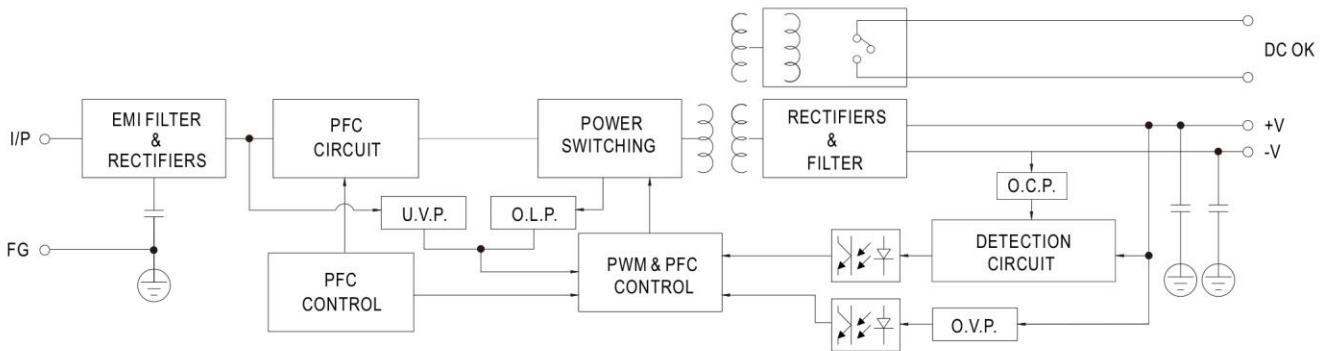 DC OK
I/P
EMI FILTER
&
RECTIFIERS
PFC
CIRCUIT
POWER
SWITCHING
RECTIFIERS
&
FILTER
+V
-V
O.C.P.
U.V.P.
O.L.P.
DETECTION
CIRCUIT
FG
PFC
CONTROL
PWM & PFC
CONTROL
O.V.P.